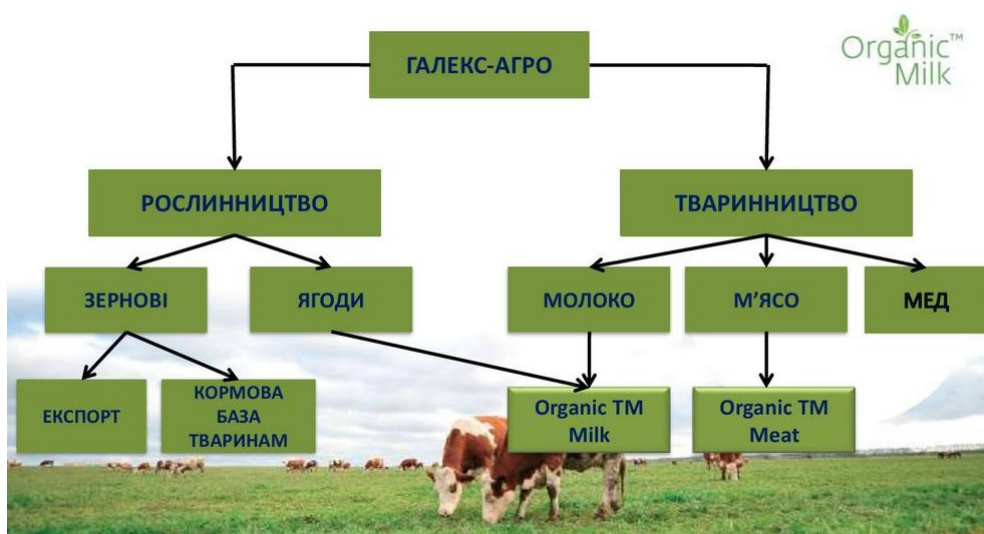 Organic™
Milk
ГАЛЕКС-АГРО
РОСЛИННИЦТВО
ТВАРИННИЦТВО
ЗЕРНОВІ
ЯГОДИ
МОЛОКО
М’ЯСО
МЕД
ЕКСПОРТ
КОРМОВА
БАЗА
ТВАРИНАМ
Organic TM
Milk
Organic TM
Meat